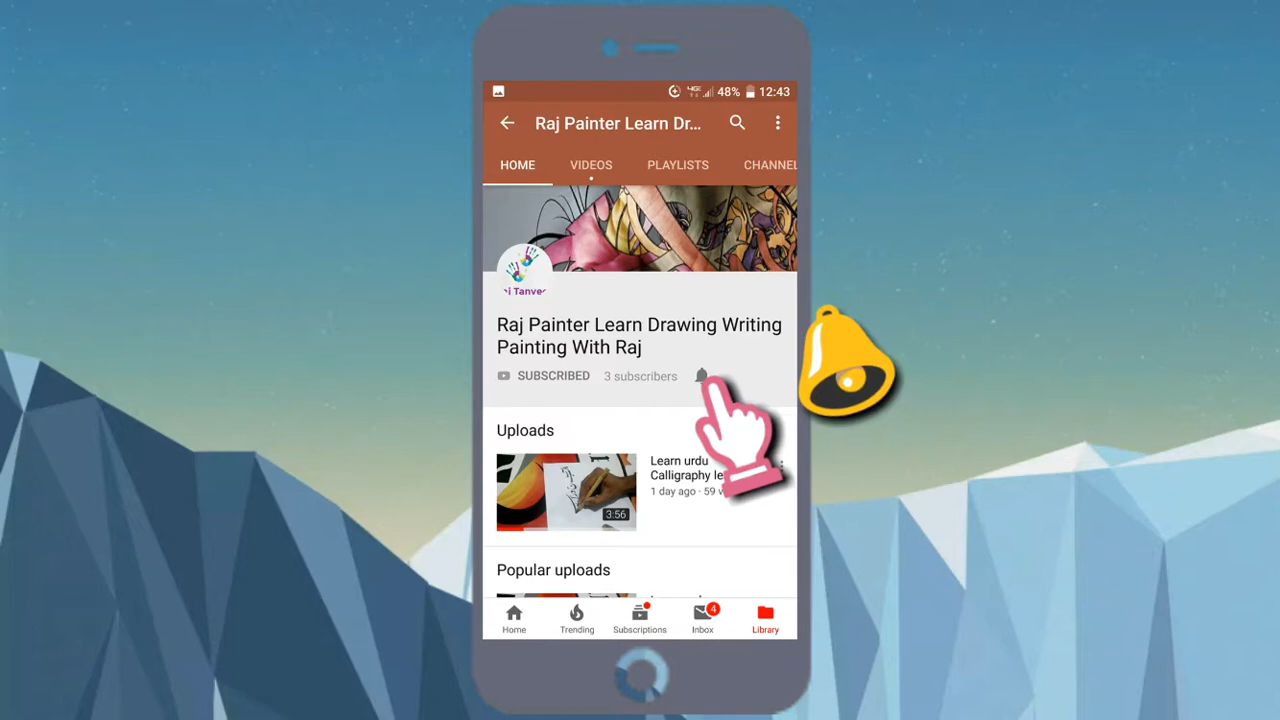 48% 12:43
Raj Painter Learn Dr...
HOME VIDEOS PLAYLISTS CHANNEL
Raj Painter Learn Drawing Writing
Painting With Raj
SUBSCRIBED 3 subscribers
Uploads
Learn urdu
Calligraphy le
1 day ago · 59 v
3:56
Popular uploads
4
Home Trending Subscriptions Inbox Library